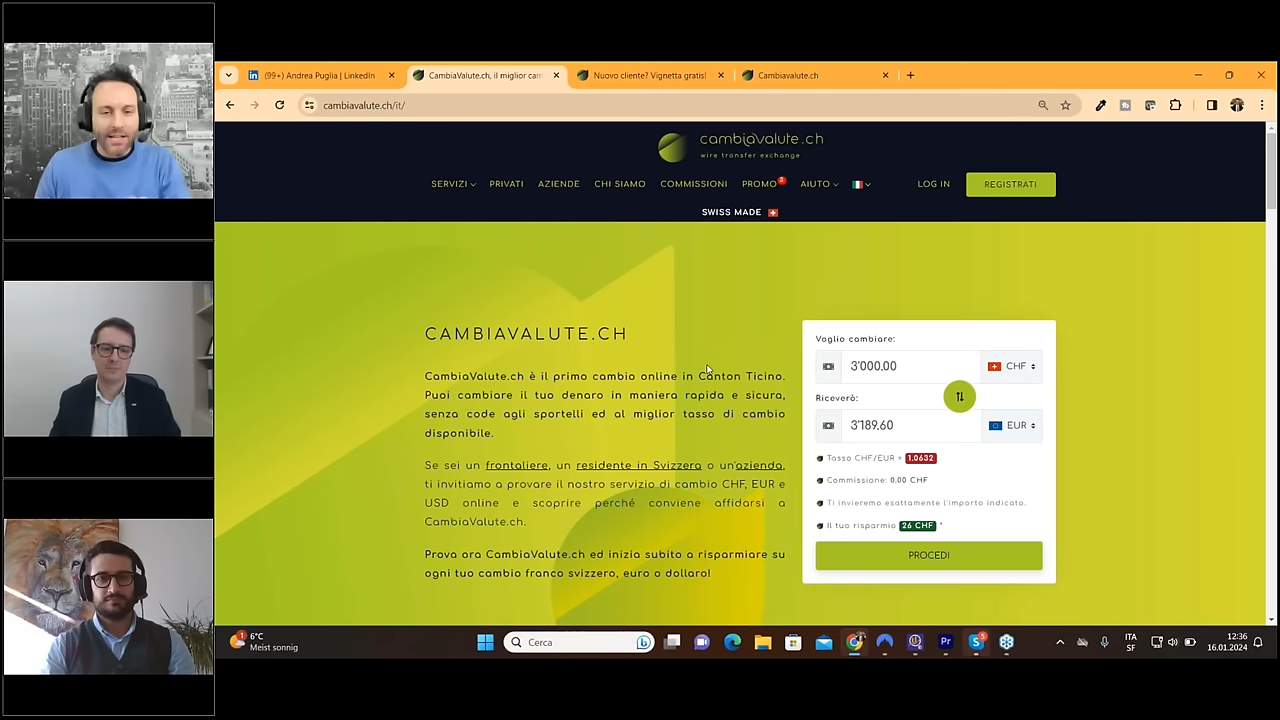 (99+) Andrea Puglia | LinkedIn
CambiaValute.ch, il miglior cam
Nuovo cliente? Vignetta gratis!
Cambiavalute.ch
cambiavalute.ch/it/
cambiavalute.ch
wire transfer exchange
SERVIZI
PRIVATI
AZIENDE
CHI SIAMO
COMMISSIONI
PROMO
3
AIUTO
LOG IN
REGISTRATI
SWISS MADE
CAMBIAVALUTE.CH
CambiaValute.ch è il primo cambio online in Canton Ticino.
Puoi cambiare il tuo denaro in maniera rapida e sicura,
senza code agli sportelli ed al miglior tasso di cambio
disponibile.
Se sei un frontaliere, un residente in Svizzera o un'azienda,
ti invitiamo a provare il nostro servizio di cambio CHF, EUR e
USD online e scoprire perché conviene affidarsi a
CambiaValute.ch.
Prova ora CambiaValute.ch ed inizia subito a risparmiare su
ogni tuo cambio franco svizzero, euro o dollaro!
Voglio cambiare:
3'000.00
CHF
Riceverò:
3'189.60
EUR
Tasso CHF/EUR = 1.0632
Commissione: 0.00 CHF
Ti invieremo esattamente l'importo indicato.
Il tuo risparmio 26 CHF *
PROCEDI
1
6°C
Meist sonnig
Cerca
Pr
S
5
ITA
SF
12:36
16.01.2024